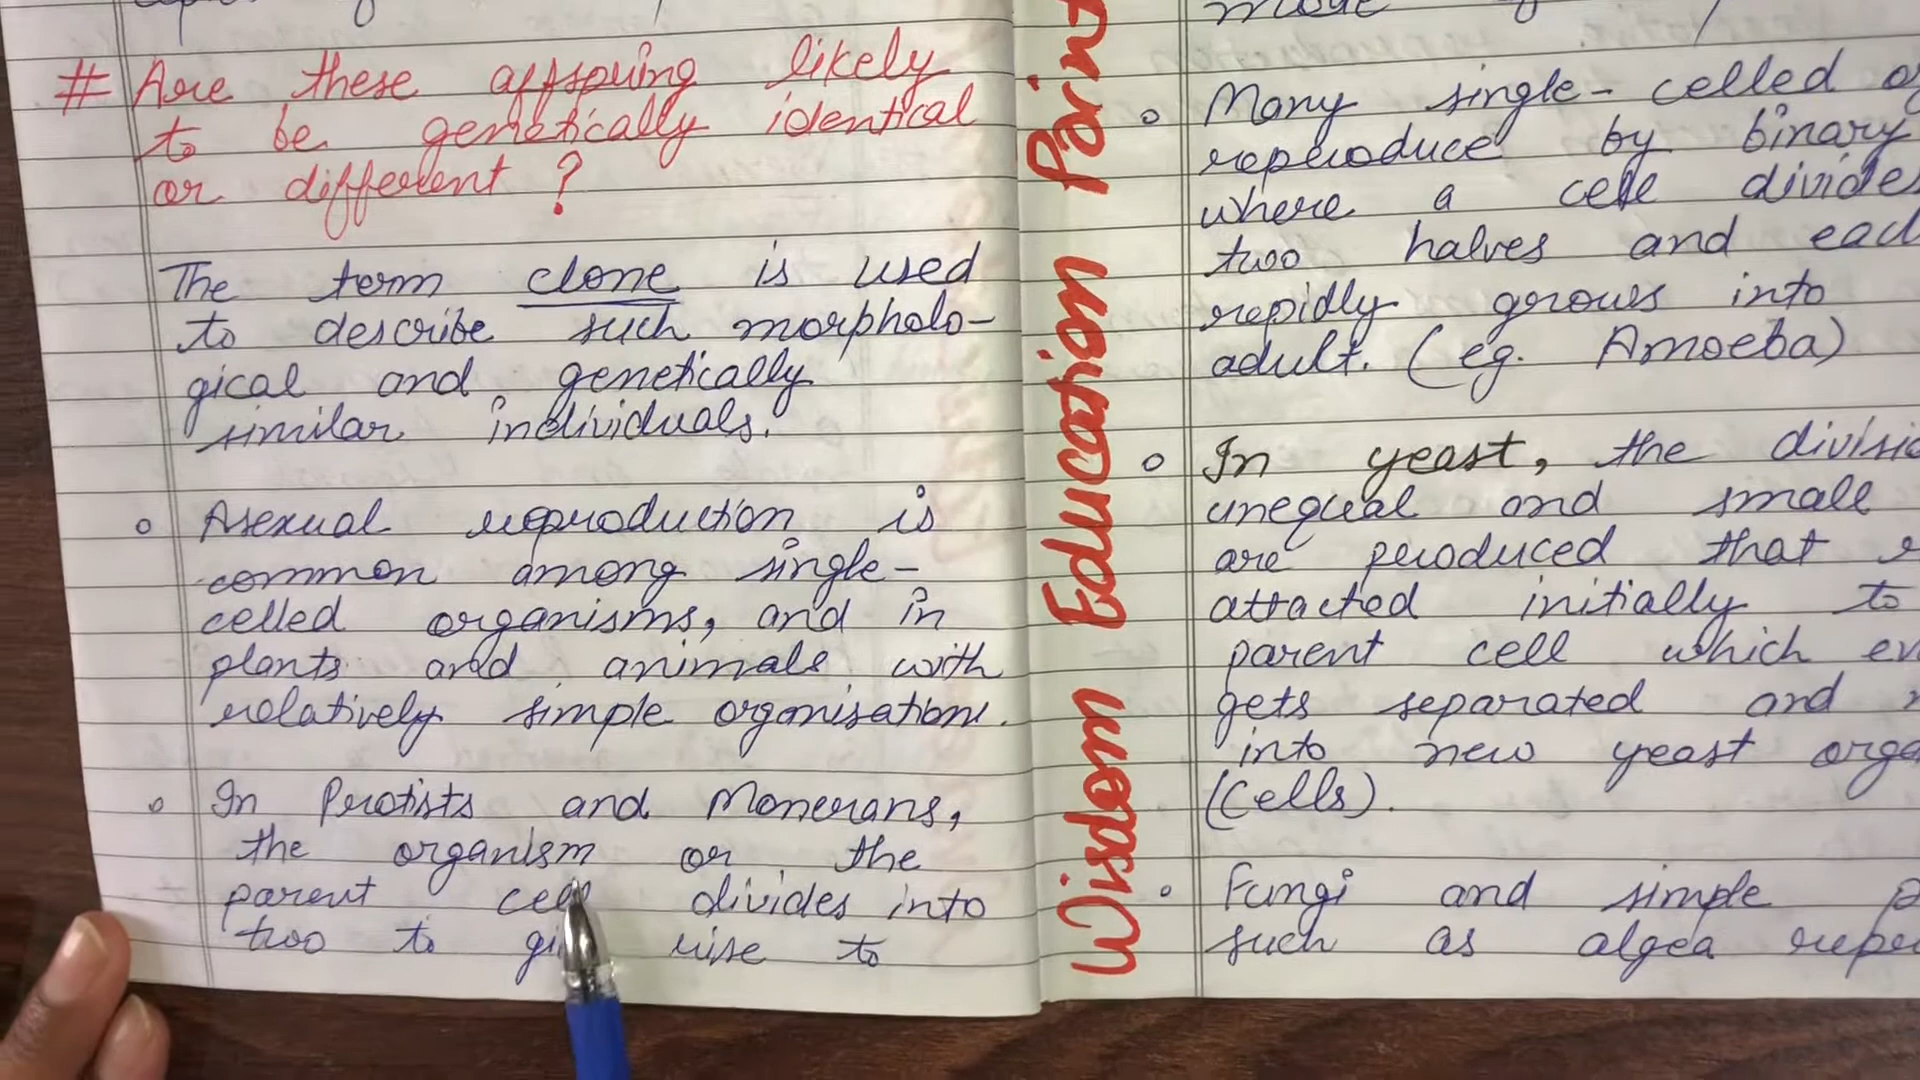 # Are these offspring likely
to be genetically identical
or different ?
The term clone is used
to describe such morpholo-
gical and genetically
similar individuals.
o Asexual reproduction is
common among single-
celled organisms, and in
plants and animals with
relatively simple organisations.
o In Protists and Monerans,
the organism or the
parent cell divides into
two to gi rise to
Wisdom Education Point
o Many single-celled
reproduce by binary
where a cell divides
two halves and
repidly grows into
adult. (eg. Amoeba)
o In yeast, the
unequal and small
are produced that
attacted initially to
parent cell which
gets separated and
into new yeast
(Cells).
o Fungi and simple
such as algea